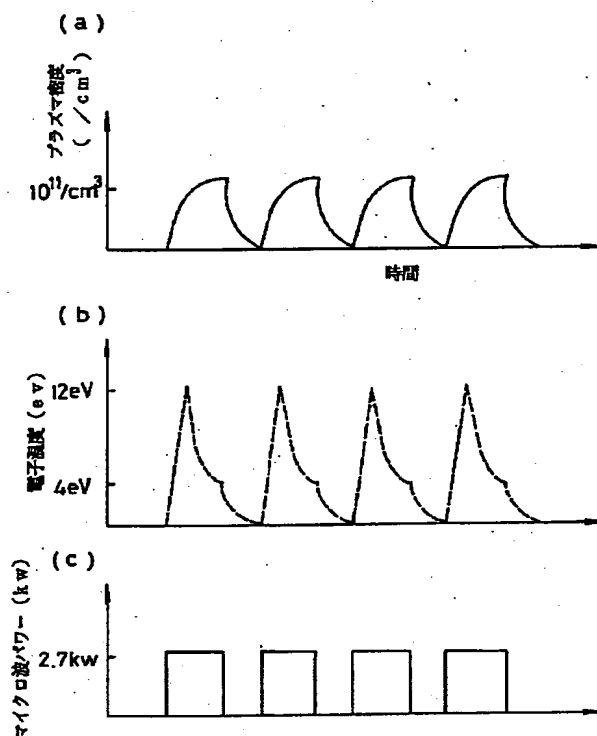 (a)
プラズマ密度
( /cm³)
10¹¹/cm³
時間
(b)
電子温度(ev)
12eV
4eV
(c)
マイクロ波パワー(kw)
2.7kw